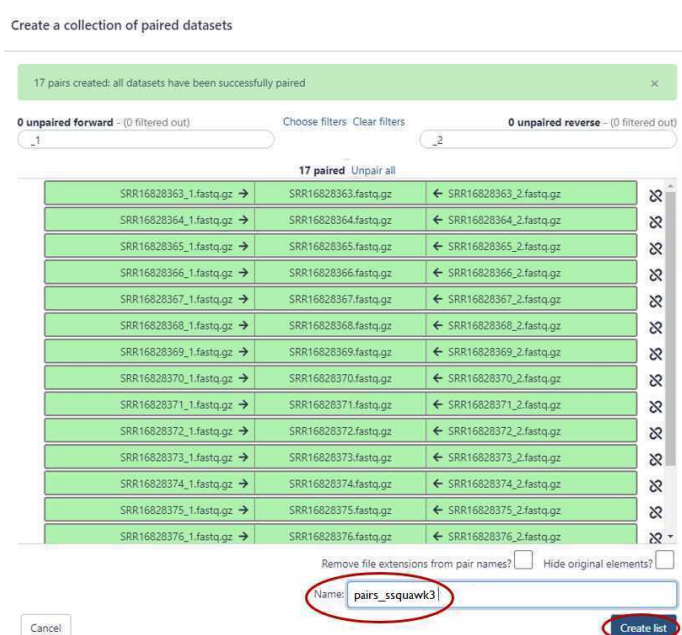 Create a collection of paired datasets
17 pairs created: all datasets have been successfully paired ×
0 unpaired forward - (0 filtered out) Choose filters Clear filters 0 unpaired reverse - (0 filtered out)
_1 _2
17 paired Unpair all
SRR16828363_1.fastq.gz → SRR16828363.fastq.gz ← SRR16828363_2.fastq.gz
SRR16828364_1.fastq.gz → SRR16828364.fastq.gz ← SRR16828364_2.fastq.gz
SRR16828365_1.fastq.gz → SRR16828365.fastq.gz ← SRR16828365_2.fastq.gz
SRR16828366_1.fastq.gz → SRR16828366.fastq.gz ← SRR16828366_2.fastq.gz
SRR16828367_1.fastq.gz → SRR16828367.fastq.gz ← SRR16828367_2.fastq.gz
SRR16828368_1.fastq.gz → SRR16828368.fastq.gz ← SRR16828368_2.fastq.gz
SRR16828369_1.fastq.gz → SRR16828369.fastq.gz ← SRR16828369_2.fastq.gz
SRR16828370_1.fastq.gz → SRR16828370.fastq.gz ← SRR16828370_2.fastq.gz
SRR16828371_1.fastq.gz → SRR16828371.fastq.gz ← SRR16828371_2.fastq.gz
SRR16828372_1.fastq.gz → SRR16828372.fastq.gz ← SRR16828372_2.fastq.gz
SRR16828373_1.fastq.gz → SRR16828373.fastq.gz ← SRR16828373_2.fastq.gz
SRR16828374_1.fastq.gz → SRR16828374.fastq.gz ← SRR16828374_2.fastq.gz
SRR16828375_1.fastq.gz → SRR16828375.fastq.gz ← SRR16828375_2.fastq.gz
SRR16828376_1.fastq.gz → SRR16828376.fastq.gz ← SRR16828376_2.fastq.gz
Remove file extensions from pair names? Hide original elements?
Name: pairs_ssquawk3
Cancel Create list